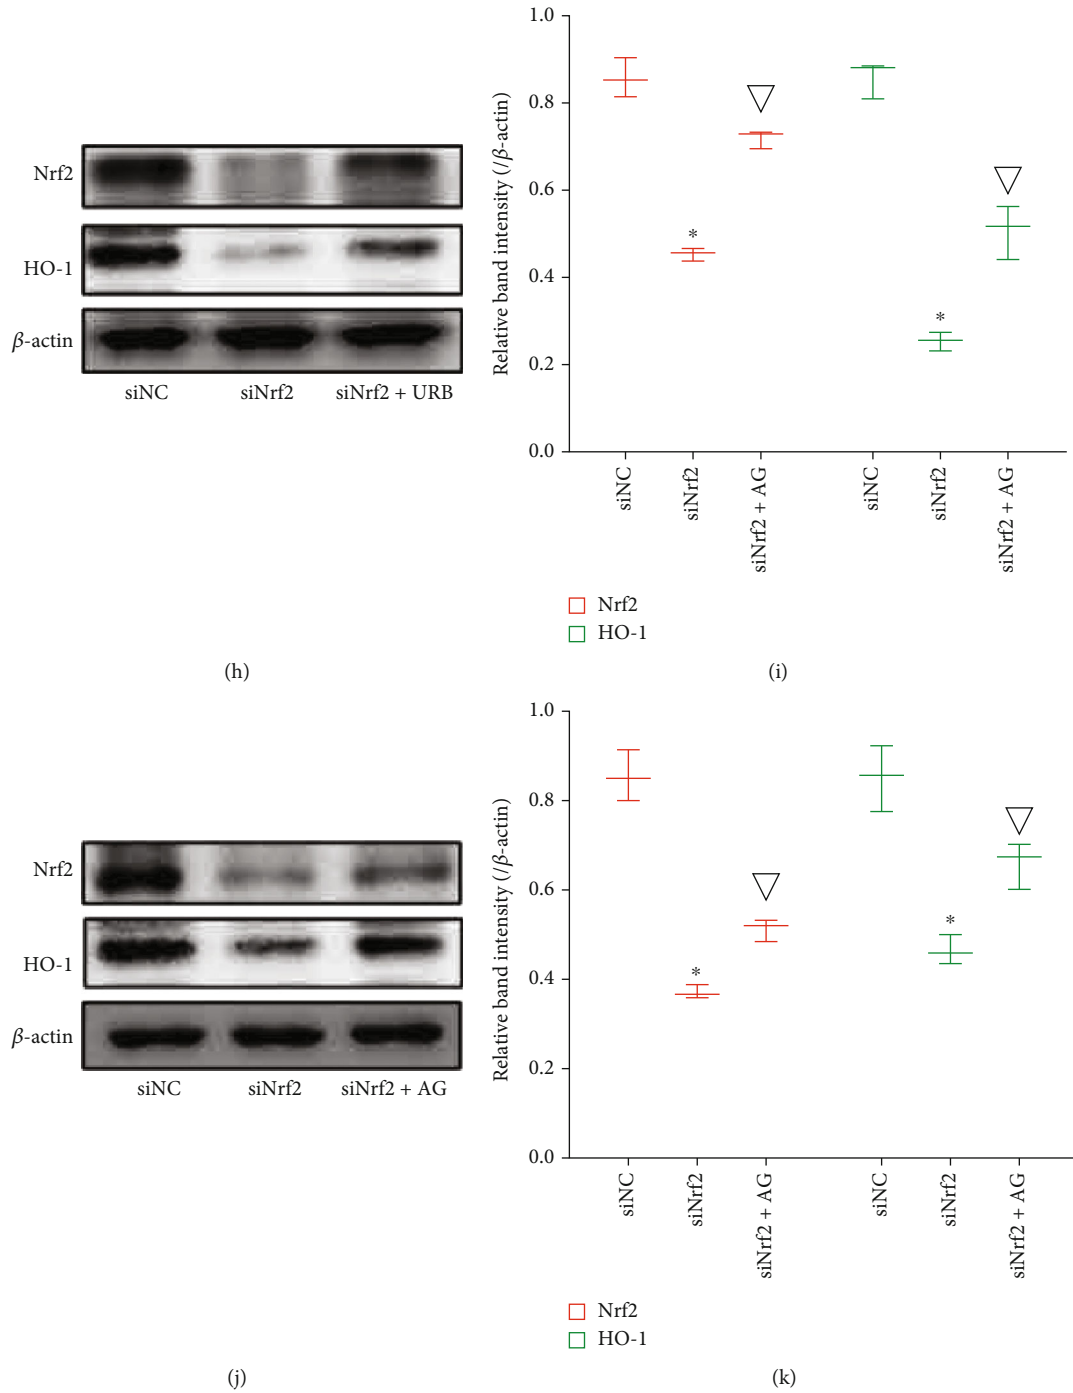 Nrf2
HO-1
β-actin
siNC siNrf2 siNrf2 + URB
(h)
Relative band intensity (/β-actin)
1.0
0.8
0.6
0.4
0.2
0.0
*
*
siNC
siNrf2
siNrf2 + AG
siNC
siNrf2
siNrf2 + AG
Nrf2
HO-1
(i)
Nrf2
HO-1
β-actin
siNC siNrf2 siNrf2 + AG
(j)
Relative band intensity (/β-actin)
1.0
0.8
0.6
0.4
0.2
0.0
*
*
siNC
siNrf2
siNrf2 + AG
siNC
siNrf2
siNrf2 + AG
Nrf2
HO-1
(k)